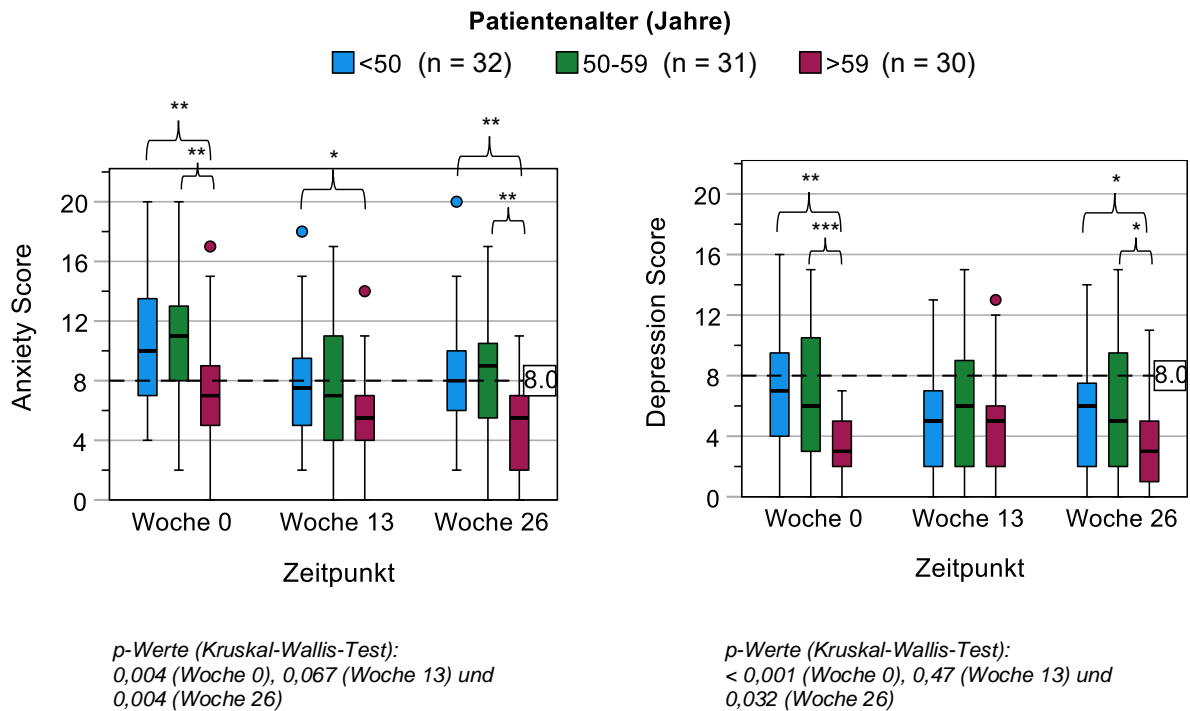 Patientenalter (Jahre)
<50 (n = 32) 50-59 (n = 31) >59 (n = 30)
** ** * ** **
Anxiety Score
20
16
12
8
4
0
8.0
Woche 0 Woche 13 Woche 26
Zeitpunkt
p-Werte (Kruskal-Wallis-Test):
0,004 (Woche 0), 0,067 (Woche 13) und
0,004 (Woche 26)
** *** * *
Depression Score
20
16
12
8
4
0
8.0
Woche 0 Woche 13 Woche 26
Zeitpunkt
p-Werte (Kruskal-Wallis-Test):
< 0,001 (Woche 0), 0,47 (Woche 13) und
0,032 (Woche 26)